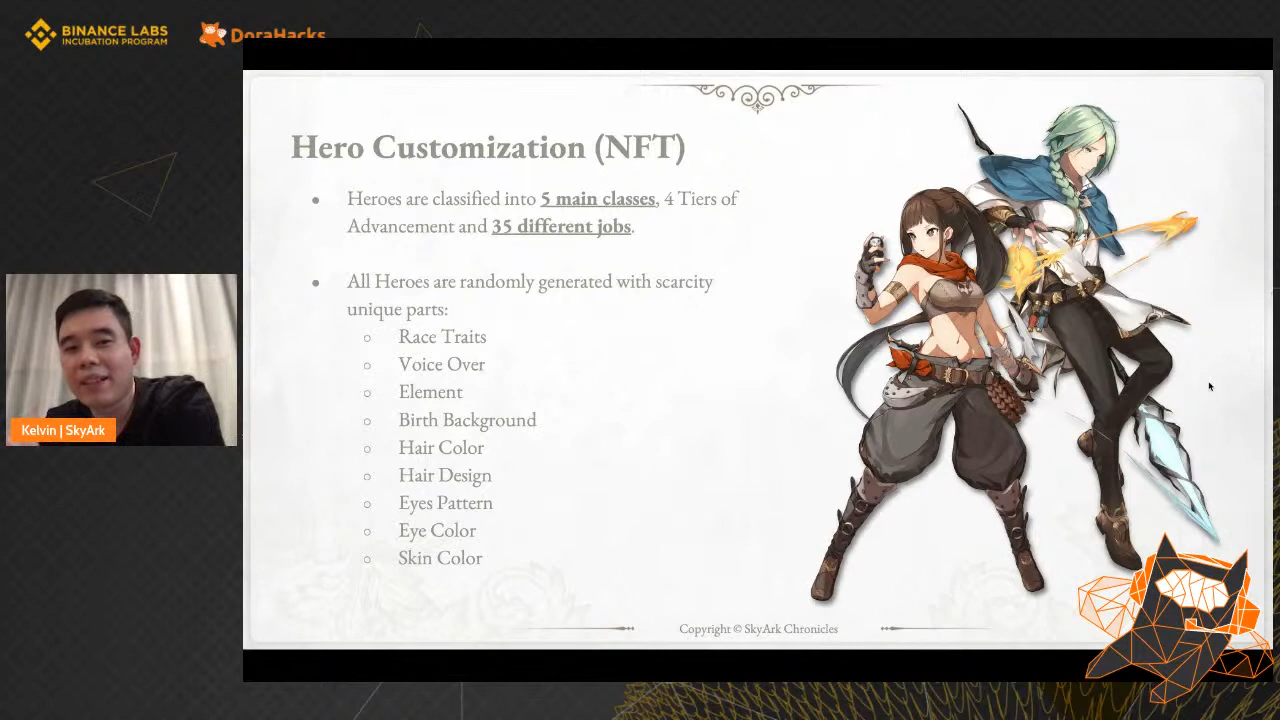 BINANCE LABS
INCUBATION PROGRAM
DoraHacks
Hero Customization (NFT)
Heroes are classified into 5 main classes, 4 Tiers of
Advancement and 35 different jobs.
All Heroes are randomly generated with scarcity
unique parts:
Race Traits
Voice Over
Element
Birth Background
Hair Color
Hair Design
Eyes Pattern
Eye Color
Skin Color
Kelvin | SkyArk
Copyright © SkyArk Chronicles